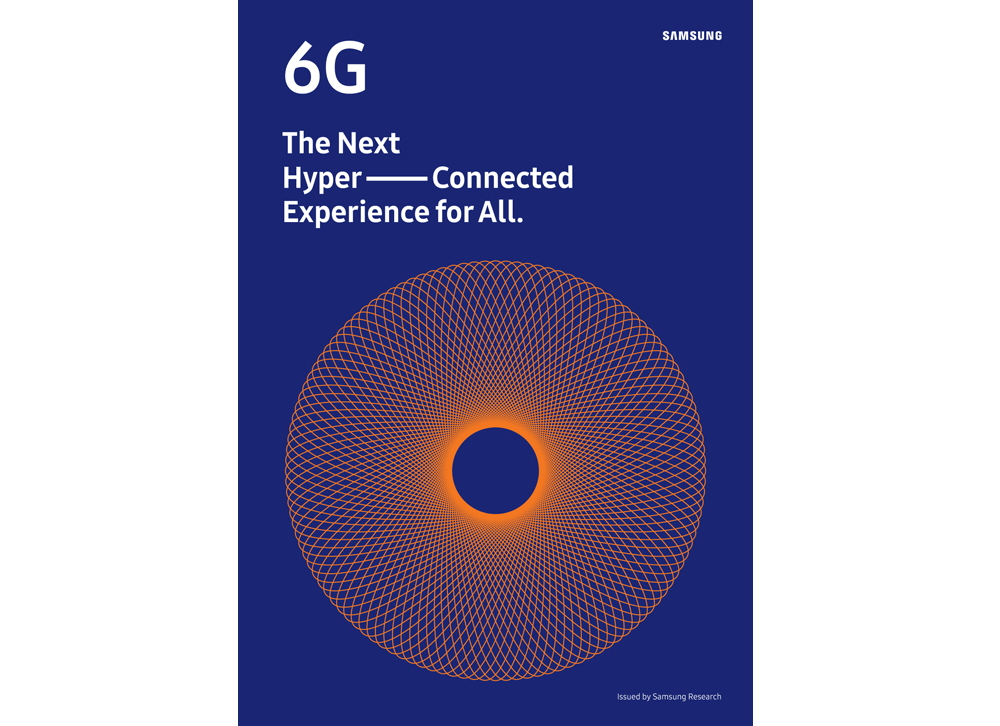 6G
SAMSUNG
The Next
Hyper——Connected
Experience for All.
Issued by Samsung Research